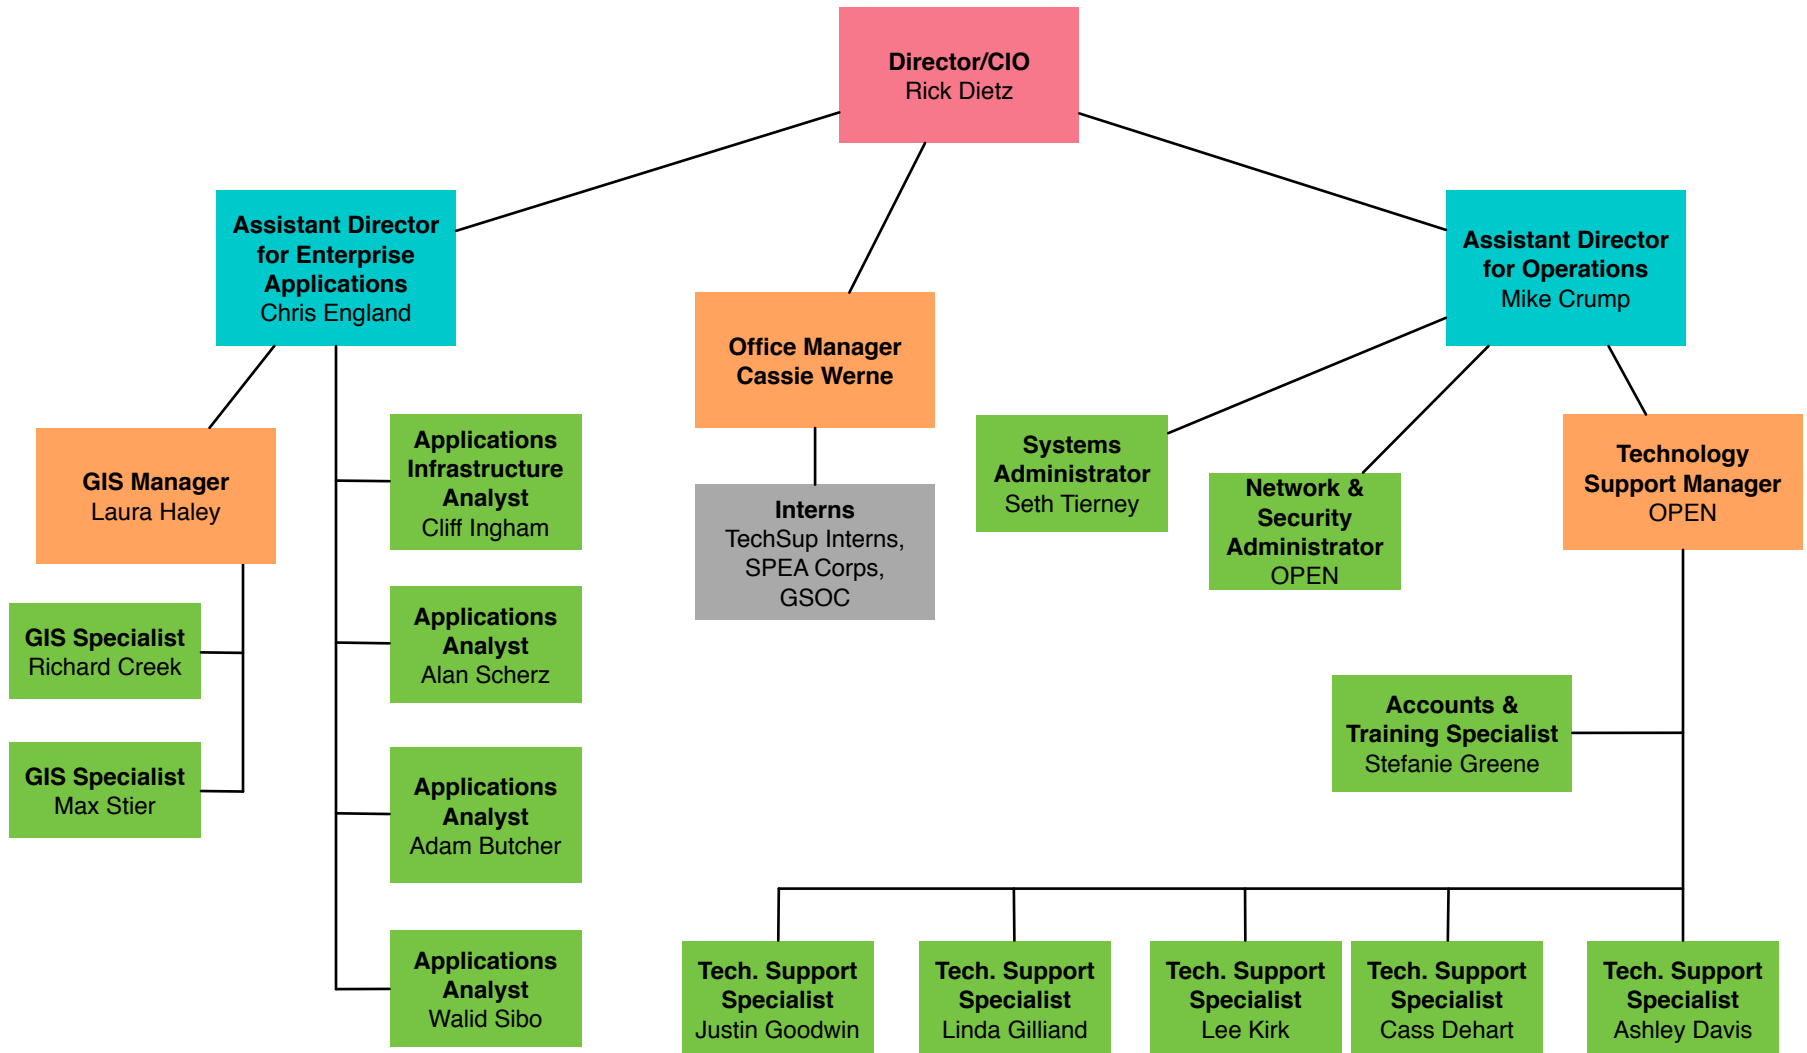 Director/CIO
Rick Dietz
Assistant Director
for Enterprise
Applications
Chris England
Assistant Director
for Operations
Mike Crump
Office Manager
Cassie Werne
GIS Manager
Laura Haley
Applications
Infrastructure
Analyst
Cliff Ingham
Interns
TechSup Interns,
SPEA Corps,
GSOC
Systems
Administrator
Seth Tierney
Network &
Security
Administrator
OPEN
Technology
Support Manager
OPEN
GIS Specialist
Richard Creek
Applications
Analyst
Alan Scherz
Accounts &
Training Specialist
Stefanie Greene
GIS Specialist
Max Stier
Applications
Analyst
Adam Butcher
Applications
Analyst
Walid Sibo
Tech. Support
Specialist
Justin Goodwin
Tech. Support
Specialist
Linda Gilliand
Tech. Support
Specialist
Lee Kirk
Tech. Support
Specialist
Cass Dehart
Tech. Support
Specialist
Ashley Davis